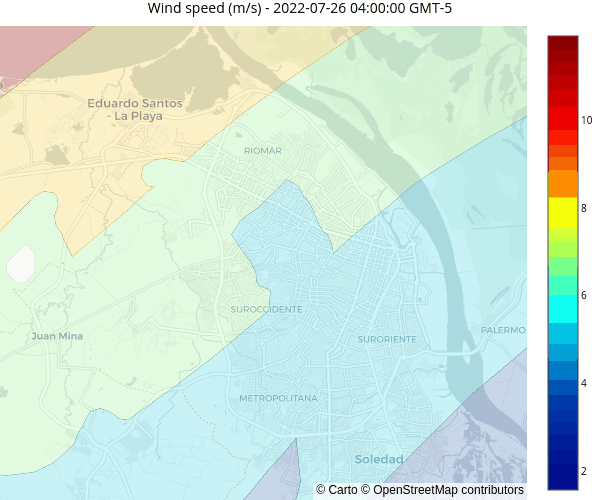 Wind speed (m/s) - 2022-07-26 04:00:00 GMT-5
Eduardo Santos
- La Playa
RIOMAR
10
8
6
SUROCCIDENTE
PALERMO
Juan Mina
SURORIENTE
4
METROPOLITANA
Soledad
2
© Carto © OpenStreetMap contributors